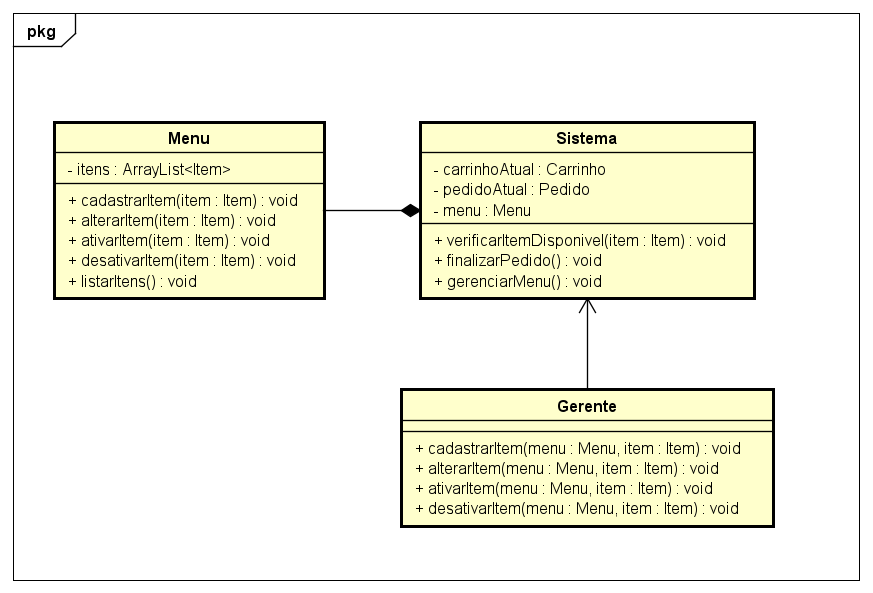 pkg
Menu
- itens : ArrayList<Item>
+ cadastrarItem(item : Item) : void
+ alterarItem(item : Item) : void
+ ativarItem(item : Item) : void
+ desativarItem(item : Item) : void
+ listarItens() : void
Sistema
- carrinhoAtual : Carrinho
- pedidoAtual : Pedido
- menu : Menu
+ verificarItemDisponivel(item : Item) : void
+ finalizarPedido() : void
+ gerenciarMenu() : void
Gerente
+ cadastrarItem(menu : Menu, item : Item) : void
+ alterarItem(menu : Menu, item : Item) : void
+ ativarItem(menu : Menu, item : Item) : void
+ desativarItem(menu : Menu, item : Item) : void